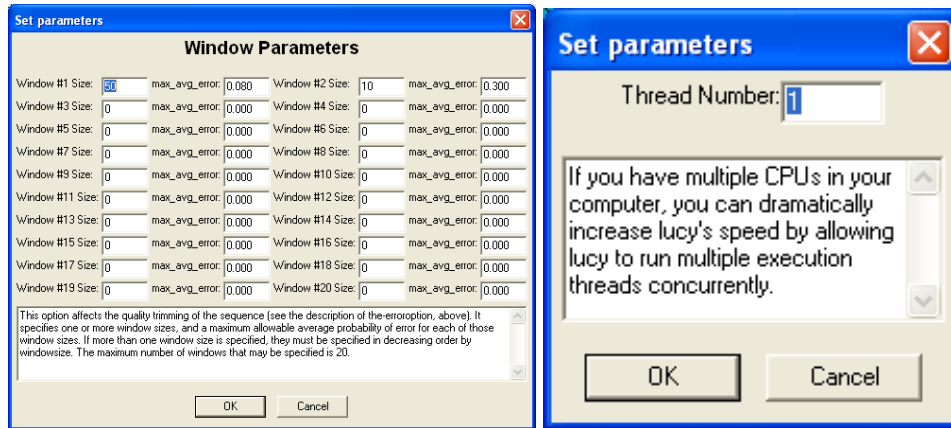 Set parameters
Window Parameters
Window #1 Size: 50 max_avg_error: 0.080 Window #2 Size: 10 max_avg_error: 0.300
Window #3 Size: 0 max_avg_error: 0.000 Window #4 Size: 0 max_avg_error: 0.000
Window #5 Size: 0 max_avg_error: 0.000 Window #6 Size: 0 max_avg_error: 0.000
Window #7 Size: 0 max_avg_error: 0.000 Window #8 Size: 0 max_avg_error: 0.000
Window #9 Size: 0 max_avg_error: 0.000 Window #10 Size: 0 max_avg_error: 0.000
Window #11 Size: 0 max_avg_error: 0.000 Window #12 Size: 0 max_avg_error: 0.000
Window #13 Size: 0 max_avg_error: 0.000 Window #14 Size: 0 max_avg_error: 0.000
Window #15 Size: 0 max_avg_error: 0.000 Window #16 Size: 0 max_avg_error: 0.000
Window #17 Size: 0 max_avg_error: 0.000 Window #18 Size: 0 max_avg_error: 0.000
Window #19 Size: 0 max_avg_error: 0.000 Window #20 Size: 0 max_avg_error: 0.000
This option affects the quality trimming of the sequence (see the description of the-erroroption, above). It
specifies one or more window sizes, and a maximum allowable average probability of error for each of those
window sizes. If more than one window size is specified, they must be specified in decreasing order by
windowsize. The maximum number of windows that may be specified is 20.
OK Cancel
Set parameters
Thread Number: 1
If you have multiple CPUs in your
computer, you can dramatically
increase lucy's speed by allowing
lucy to run multiple execution
threads concurrently.
OK Cancel